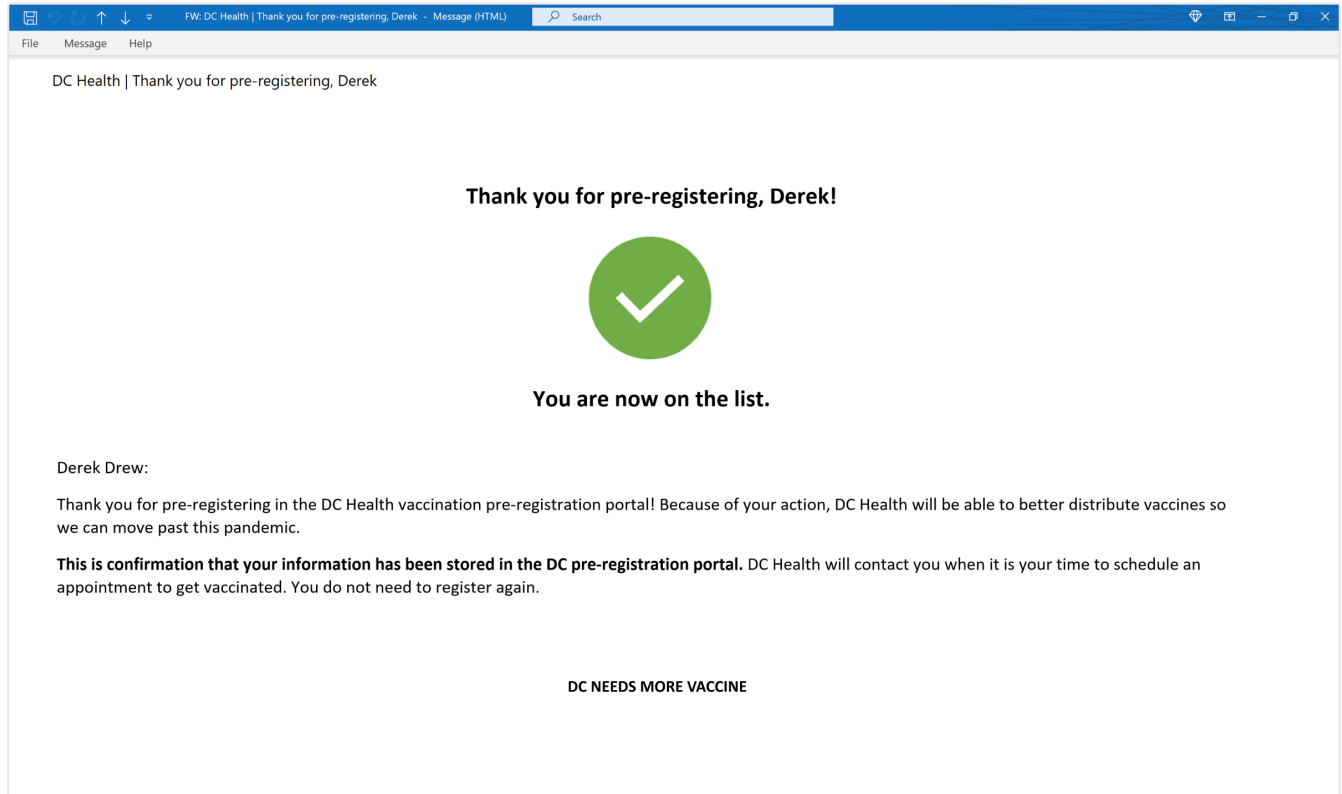 FW: DC Health | Thank you for pre-registering, Derek  -  Message (HTML)
Search
File Message Help
DC Health | Thank you for pre-registering, Derek
Thank you for pre-registering, Derek!
You are now on the list.
Derek Drew:
Thank you for pre-registering in the DC Health vaccination pre-registration portal! Because of your action, DC Health will be able to better distribute vaccines so
we can move past this pandemic.
This is confirmation that your information has been stored in the DC pre-registration portal. DC Health will contact you when it is your time to schedule an
appointment to get vaccinated. You do not need to register again.
DC NEEDS MORE VACCINE